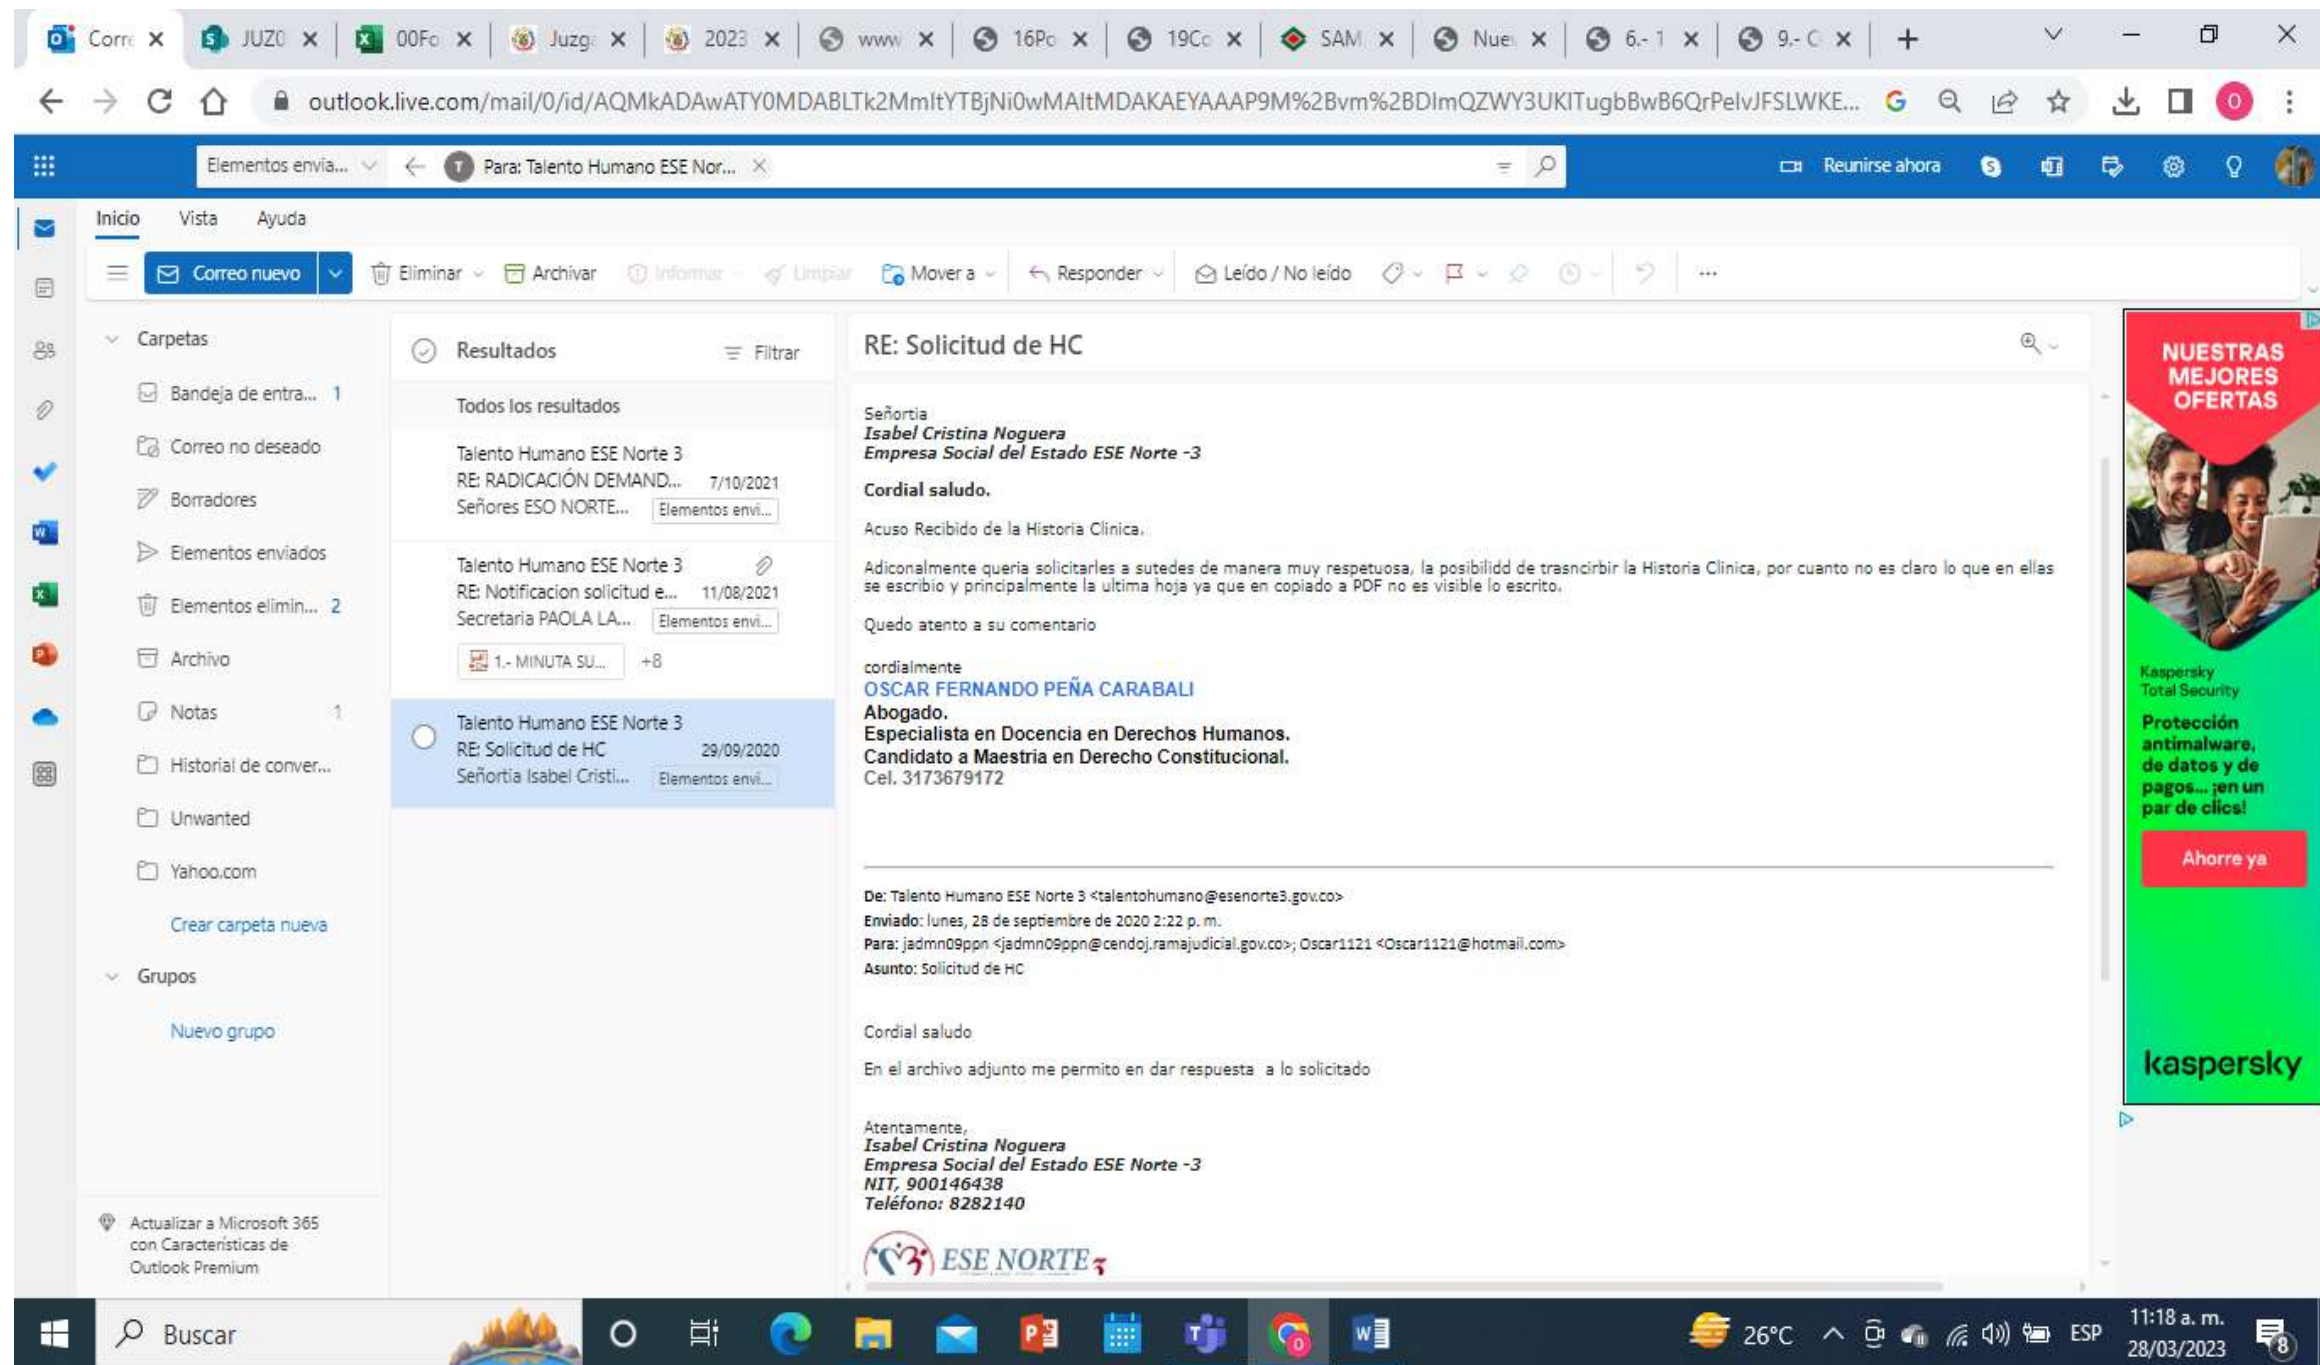 Corre
JUZ0
00Fo
Juzg
2023
www
16Po
19Co
SAM
Nue
6.- 1
9.- C
outlook.live.com/mail/0/id/AQMkADAwATY0MDABLTk2MmItYTBjNi0wMAItMDAKAEYAAAP9M%2Bvm%2BDImQZWY3UKITugbBwB6QrPeIvJFSLWKE...
Elementos envia...
Para: Talento Humano ESE Nor...
Reunirse ahora
Inicio Vista Ayuda
Correo nuevo Eliminar Archivar Informar Limpiar Mover a Responder Leído / No leído ...
Carpetas
Bandeja de entra... 1
Correo no deseado
Borradores
Elementos enviados
Elementos elimin... 2
Archivo
Notas 1
Historial de conver...
Unwanted
Yahoo.com
Crear carpeta nueva
Grupos
Nuevo grupo
Actualizar a Microsoft 365
con Características de
Outlook Premium
Resultados Filtrar
Todos los resultados
Talento Humano ESE Norte 3
RE: RADICACIÓN DEMAND... 7/10/2021
Señores ESO NORTE... Elementos envi...
Talento Humano ESE Norte 3
RE: Notificacion solicitud e... 11/08/2021
Secretaria PAOLA LA... Elementos envi...
1.- MINUTA SU... +8
Talento Humano ESE Norte 3
RE: Solicitud de HC 29/09/2020
Señortia Isabel Cristi... Elementos envi...
RE: Solicitud de HC
Señortia
Isabel Cristina Noguera
Empresa Social del Estado ESE Norte -3
Cordial saludo.
Acuso Recibido de la Historia Clinica.
Adiconalmente queria solicitarles a sutedes de manera muy respetuosa, la posibilidd de trasncirbir la Historia Clinica, por cuanto no es claro lo que en ellas
se escribio y principalmente la ultima hoja ya que en copiado a PDF no es visible lo escrito.
Quedo atento a su comentario
cordialmente
OSCAR FERNANDO PEÑA CARABALI
Abogado.
Especialista en Docencia en Derechos Humanos.
Candidato a Maestria en Derecho Constitucional.
Cel. 3173679172
De: Talento Humano ESE Norte 3 <talentohumano@esenorte3.gov.co>
Enviado: lunes, 28 de septiembre de 2020 2:22 p. m.
Para: jadmn09ppn <jadmn09ppn@cendoj.ramajudicial.gov.co>; Oscar1121 <Oscar1121@hotmail.com>
Asunto: Solicitud de HC
Cordial saludo
En el archivo adjunto me permito en dar respuesta a lo solicitado
Atentamente,
Isabel Cristina Noguera
Empresa Social del Estado ESE Norte -3
NIT, 900146438
Teléfono: 8282140
ESE NORTE 3
NUESTRAS
MEJORES
OFERTAS
Kaspersky
Total Security
Protección
antimalware,
de datos y de
pagos... ¡en un
par de clics!
Ahorre ya
kaspersky
Buscar
26°C
ESP
11:18 a. m.
28/03/2023
8